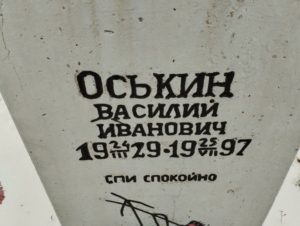 ОСЬКИН
ВАСИЛИЙ
ИВАНОВИЧ
19 24/III 29-19 25/VII 97
СПИ СПОКОЙНО